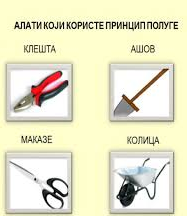 АЛАТИ КОЈИ КОРИСТЕ ПРИНЦИП ПОЛУГЕ
КЛЕШТА АШОВ
МАКАЗЕ КОЛИЦА